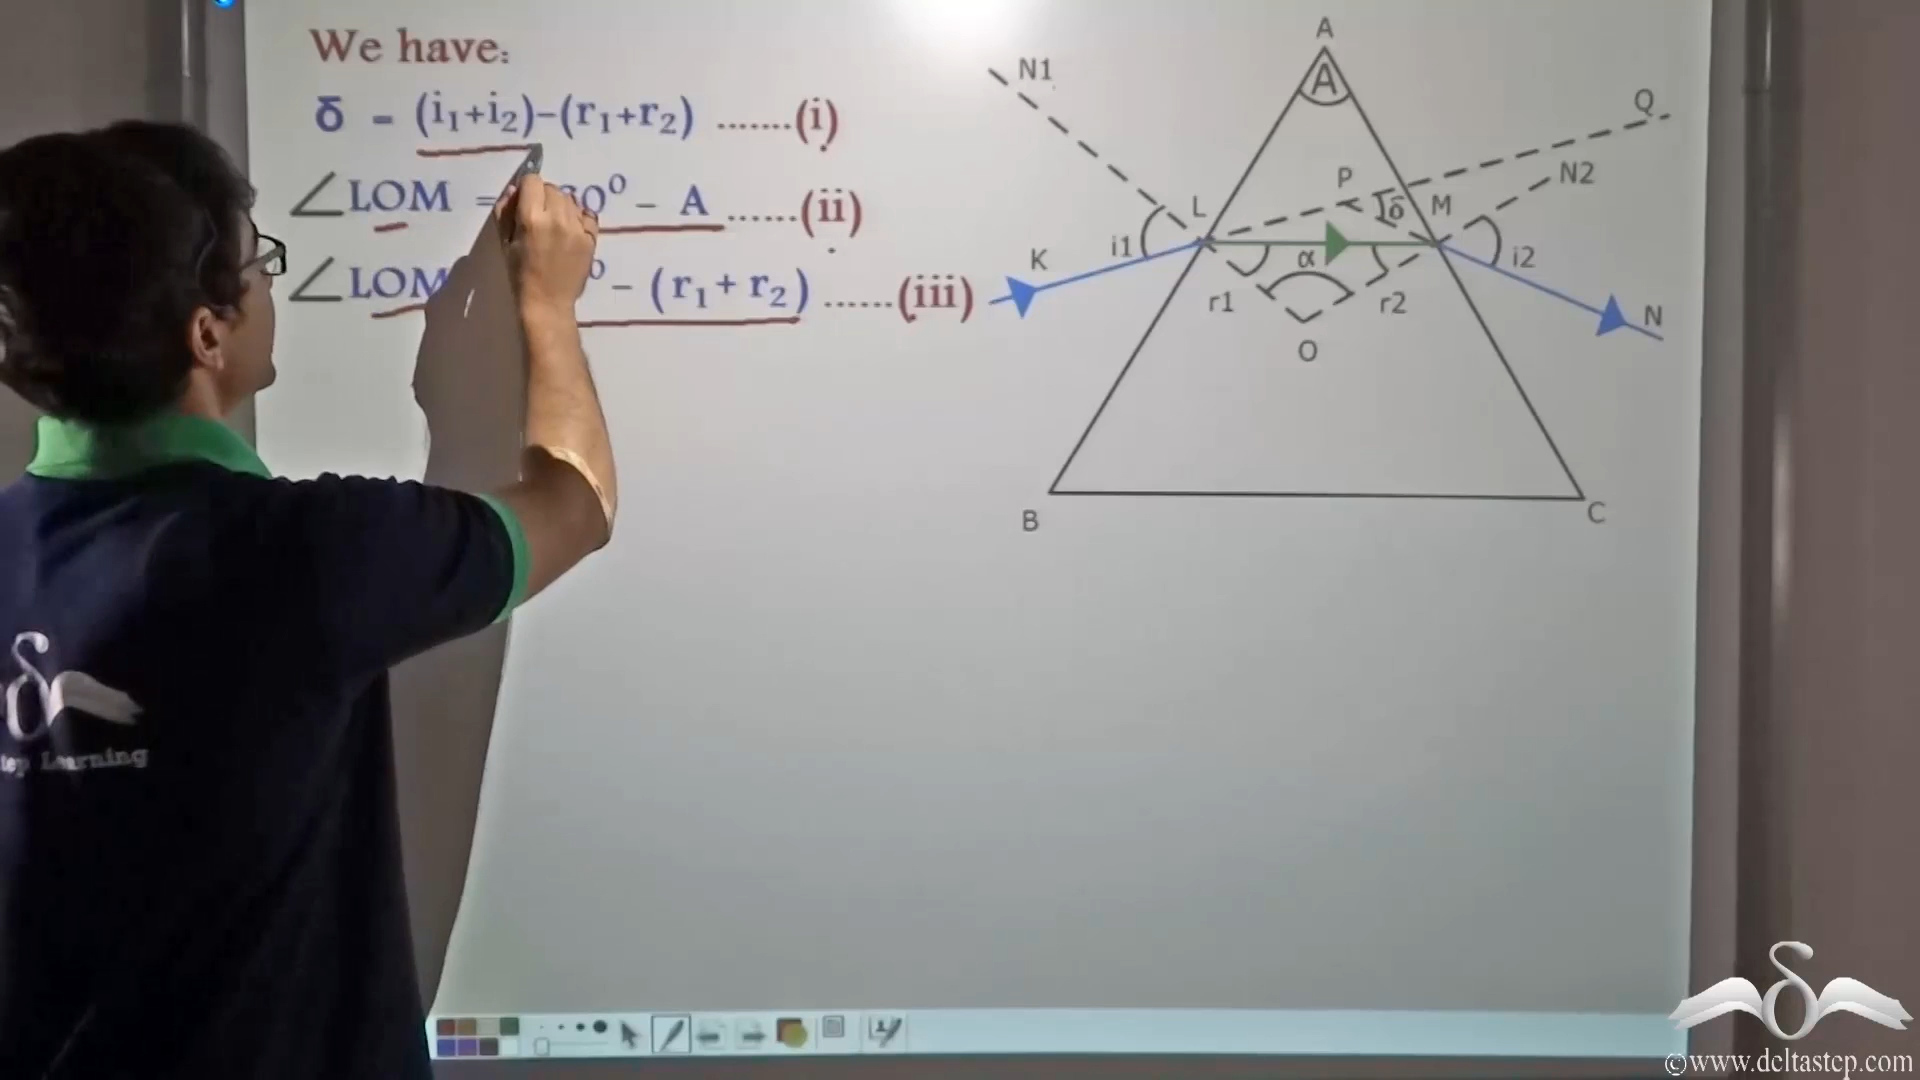 We have:
δ = (i₁+i₂)−(r₁+r₂) .......(i)
∠LOM = 0⁰ − A ......(ii)
∠LOM ⁰ − (r₁+ r₂) ......(iii)
A
A
N1
Q
P
N2
L
δ
M
K
i1
α
i2
r1
r2
N
O
B
C
Learning
©www.deltastep.com